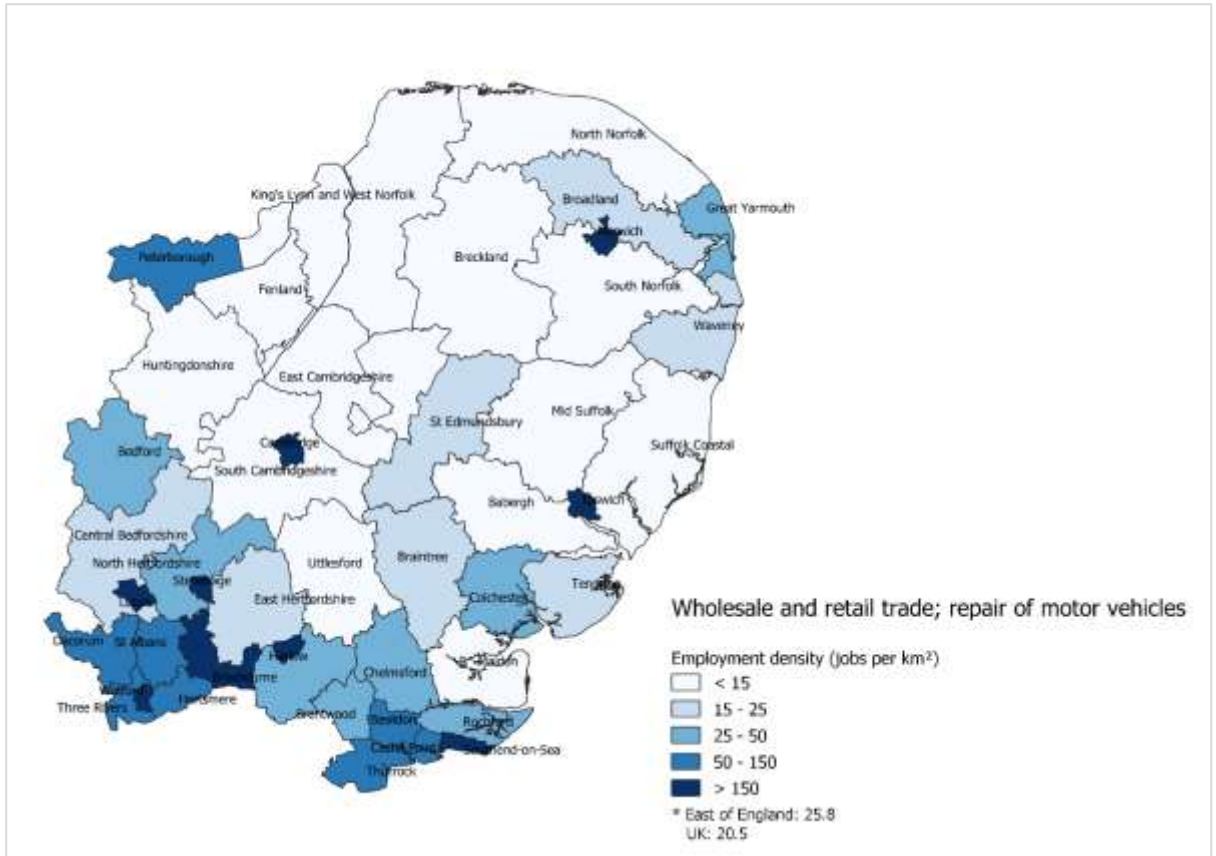 North Norfolk
King's Lynn and West Norfolk
Broadland
Great Yarmouth
Peterborough
Breckland
Fenland
South Norfolk
Waveney
Huntingdonshire
East Cambridgeshire
Mid Suffolk
St Edmundsbury
Suffolk Coastal
Bedford
South Cambridgeshire
Babergh
Central Bedfordshire
North Hertfordshire
Uttlesford
Braintree
East Hertfordshire
Colchester
Wholesale and retail trade; repair of motor vehicles
Dacorum
St Albans
Employment density (jobs per km²)
Chelmsford
< 15
15 - 25
Three Rivers
Hertsmere
Brentwood
25 - 50
Southend-on-Sea
50 - 150
Thurrock
> 150
* East of England: 25.8
UK: 20.5